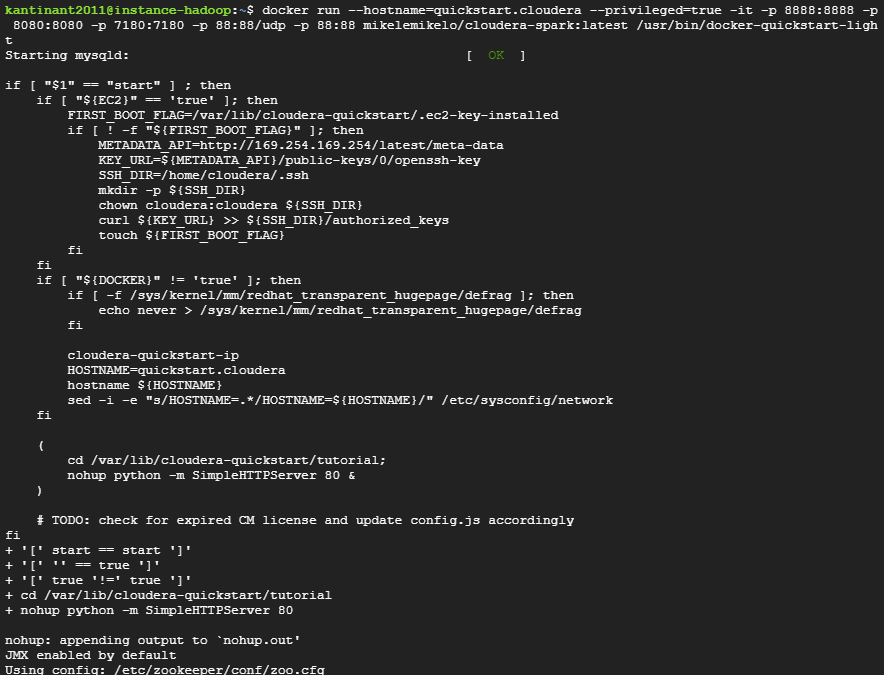 kantinant2011@instance-hadoop:~$ docker run --hostname=quickstart.cloudera --privileged=true -it -p 8888:8888 -p
8080:8080 -p 7180:7180 -p 88:88/udp -p 88:88 mikelemikelo/cloudera-spark:latest /usr/bin/docker-quickstart-ligh
t
Starting mysqld:                                           [  OK  ]

if [ "$1" == "start" ] ; then
    if [ "${EC2}" == 'true' ]; then
        FIRST_BOOT_FLAG=/var/lib/cloudera-quickstart/.ec2-key-installed
        if [ ! -f "${FIRST_BOOT_FLAG}" ]; then
            METADATA_API=http://169.254.169.254/latest/meta-data
            KEY_URL=${METADATA_API}/public-keys/0/openssh-key
            SSH_DIR=/home/cloudera/.ssh
            mkdir -p ${SSH_DIR}
            chown cloudera:cloudera ${SSH_DIR}
            curl ${KEY_URL} >> ${SSH_DIR}/authorized_keys
            touch ${FIRST_BOOT_FLAG}
        fi
    fi
    if [ "${DOCKER}" != 'true' ]; then
        if [ -f /sys/kernel/mm/redhat_transparent_hugepage/defrag ]; then
            echo never > /sys/kernel/mm/redhat_transparent_hugepage/defrag
        fi

        cloudera-quickstart-ip
        HOSTNAME=quickstart.cloudera
        hostname ${HOSTNAME}
        sed -i -e "s/HOSTNAME=.*/HOSTNAME=${HOSTNAME}/" /etc/sysconfig/network
    fi

    (
        cd /var/lib/cloudera-quickstart/tutorial;
        nohup python -m SimpleHTTPServer 80 &
    )

    # TODO: check for expired CM license and update config.js accordingly
fi
+ '[' start == start ']'
+ '[' '' == true ']'
+ '[' true '!=' true ']'
+ cd /var/lib/cloudera-quickstart/tutorial
+ nohup python -m SimpleHTTPServer 80

nohup: appending output to `nohup.out'
JMX enabled by default
Using config: /etc/zookeeper/conf/zoo.cfg